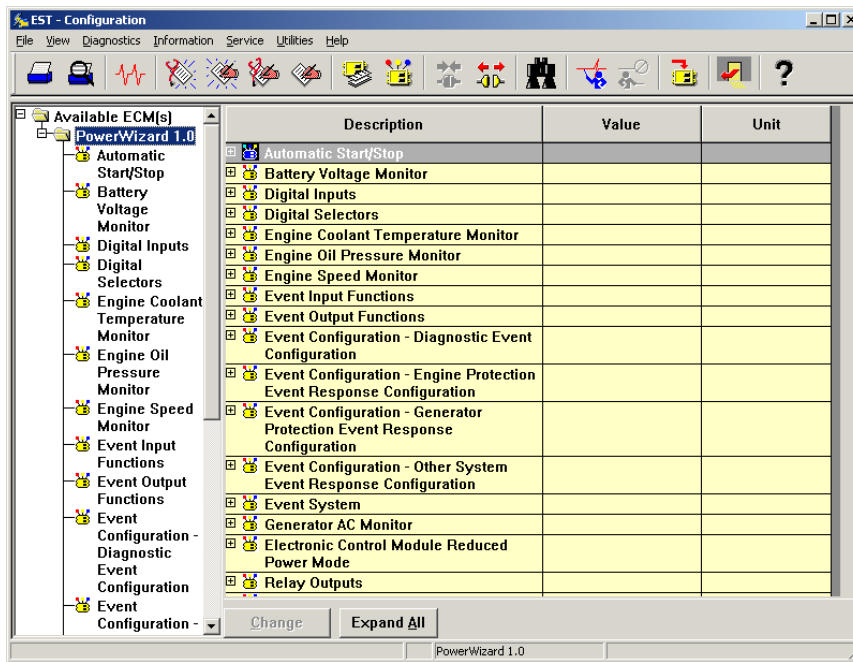 EST - Configuration
File View Diagnostics Information Service Utilities Help
?
Available ECM(s)
PowerWizard 1.0
Automatic
Start/Stop
Battery
Voltage
Monitor
Digital Inputs
Digital
Selectors
Engine Coolant
Temperature
Monitor
Engine Oil
Pressure
Monitor
Engine Speed
Monitor
Event Input
Functions
Event Output
Functions
Event
Configuration -
Diagnostic
Event
Configuration
Event
Configuration -
Description Value Unit
Automatic Start/Stop
Battery Voltage Monitor
Digital Inputs
Digital Selectors
Engine Coolant Temperature Monitor
Engine Oil Pressure Monitor
Engine Speed Monitor
Event Input Functions
Event Output Functions
Event Configuration - Diagnostic Event
Configuration
Event Configuration - Engine Protection
Event Response Configuration
Event Configuration - Generator
Protection Event Response
Configuration
Event Configuration - Other System
Event Response Configuration
Event System
Generator AC Monitor
Electronic Control Module Reduced
Power Mode
Relay Outputs
Change Expand All
PowerWizard 1.0